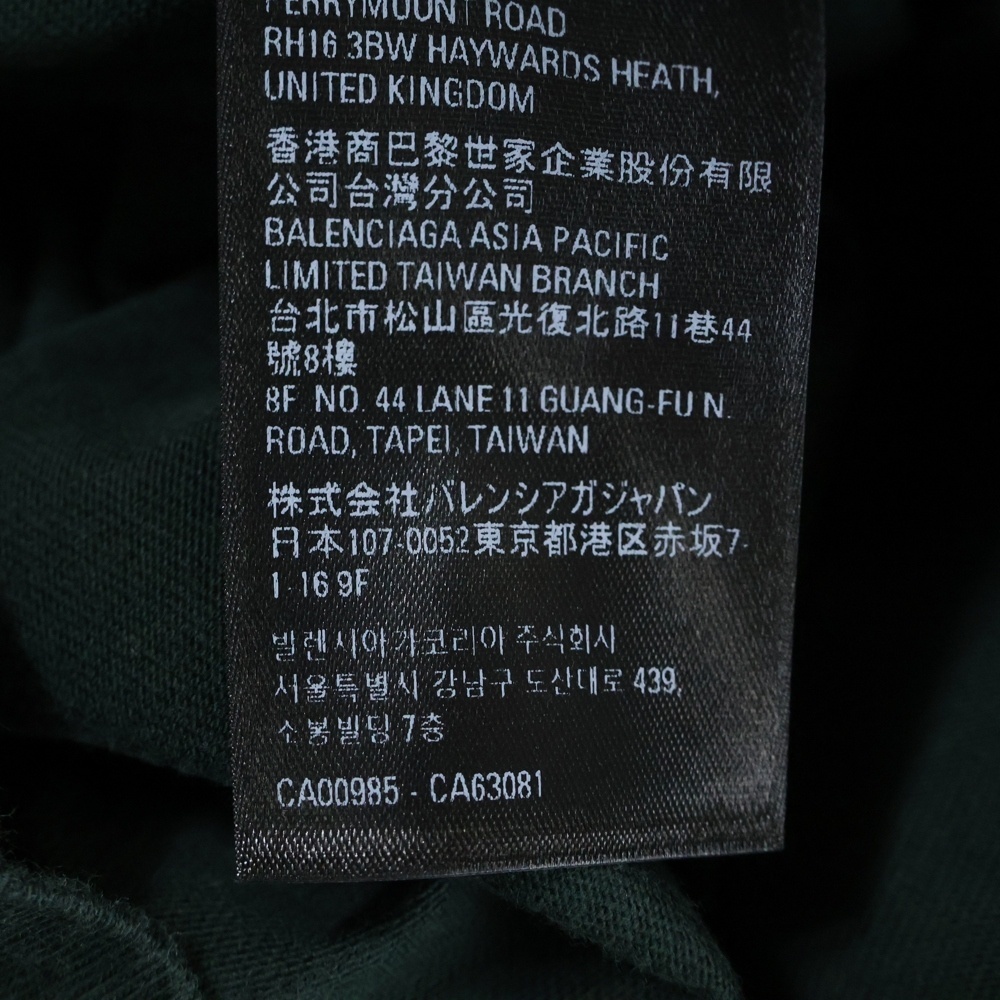 PERRYMOUNT ROAD
RH16 3BW HAYWARDS HEATH,
UNITED KINGDOM
香港商巴黎世家企業股份有限
公司台灣分公司
BALENCIAGA ASIA PACIFIC
LIMITED TAIWAN BRANCH
台北市松山區光復北路11巷44
號8樓
8F NO. 44 LANE 11 GUANG-FU N.
ROAD, TAPEI, TAIWAN
株式会社バレンシアガジャパン
日本107-0052東京都港区赤坂7-
1-16 9F
발렌시아가코리아 주식회사
서울특별시 강남구 도산대로 439,
소봉빌딩 7층
CA00985 - CA63081